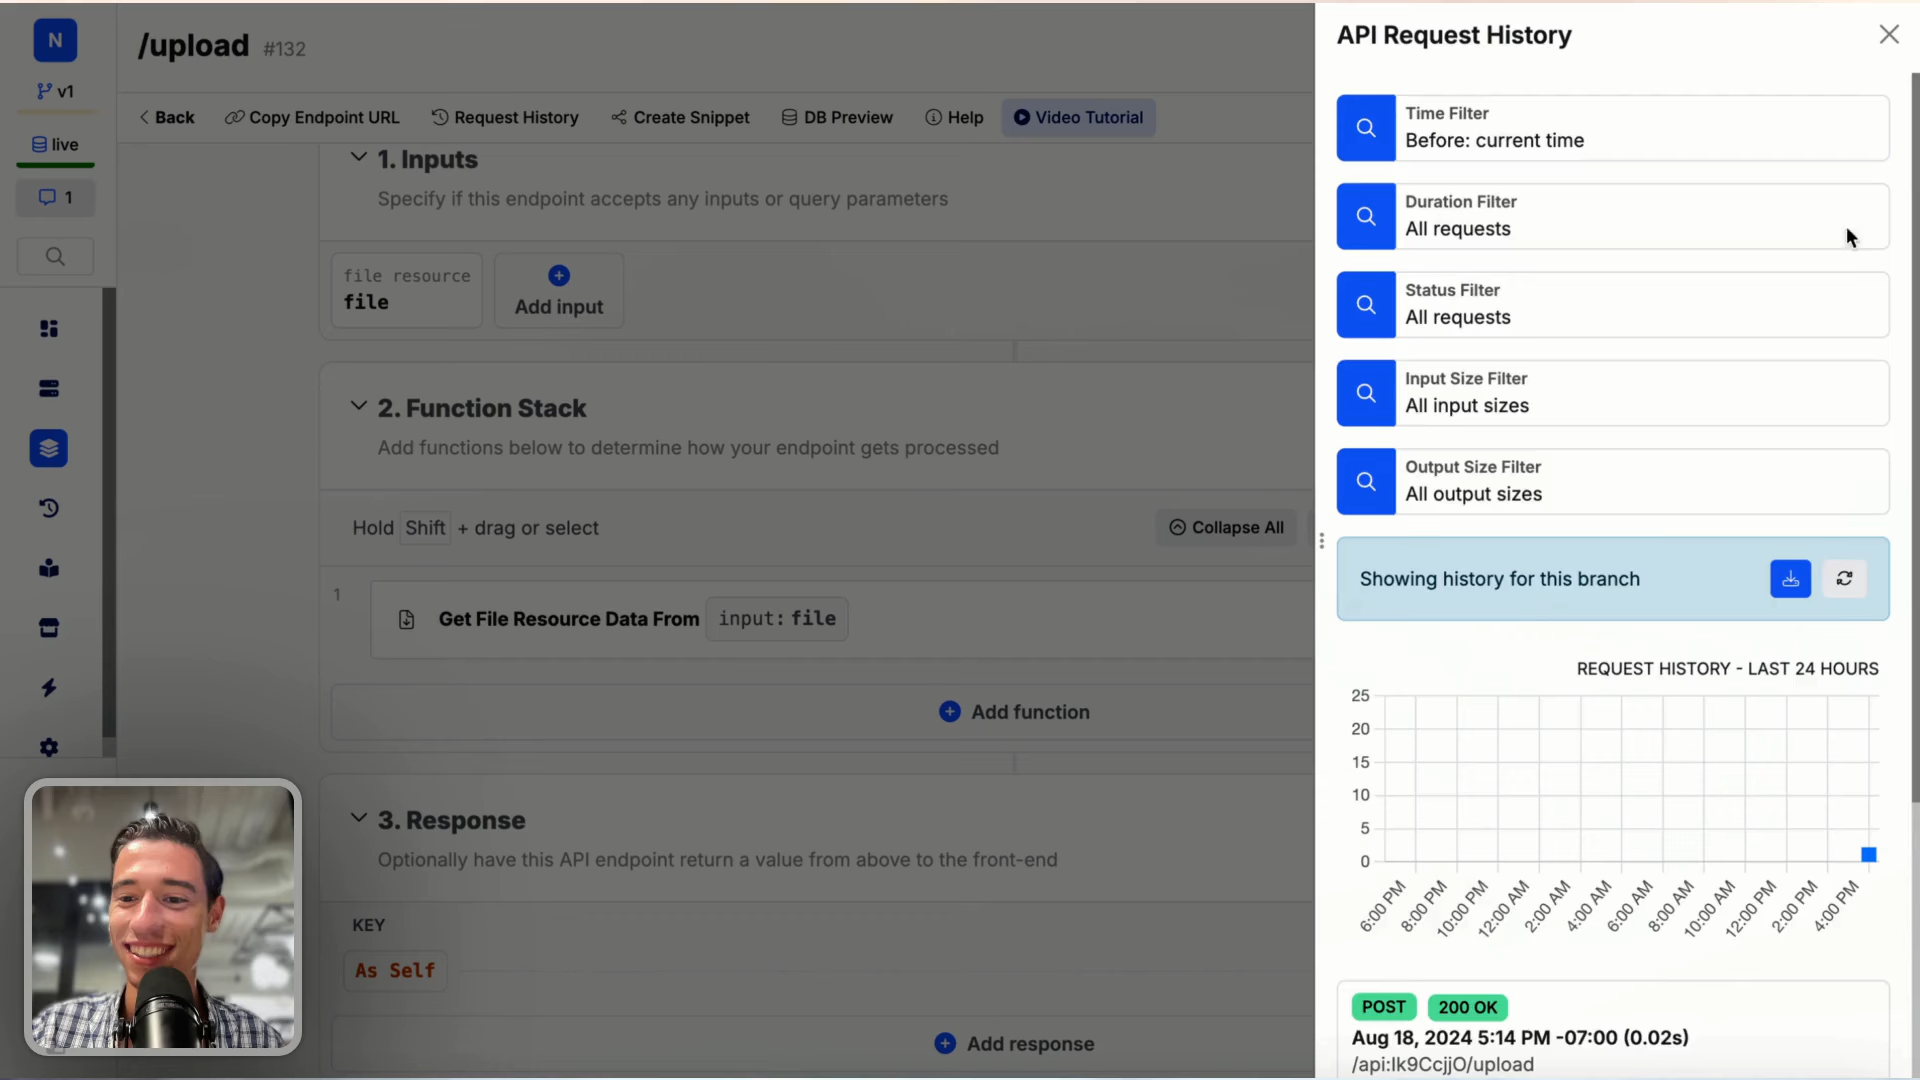 N
v1
live
1
/upload #132
Back
Copy Endpoint URL
Request History
Create Snippet
DB Preview
Help
Video Tutorial
1. Inputs
Specify if this endpoint accepts any inputs or query parameters
file resource
file
Add input
2. Function Stack
Add functions below to determine how your endpoint gets processed
Hold Shift + drag or select
Collapse All
1
Get File Resource Data From input: file
Add function
3. Response
Optionally have this API endpoint return a value from above to the front-end
KEY
As Self
Add response
API Request History
Time Filter
Before: current time
Duration Filter
All requests
Status Filter
All requests
Input Size Filter
All input sizes
Output Size Filter
All output sizes
Showing history for this branch
REQUEST HISTORY - LAST 24 HOURS
25
20
15
10
5
0
6:00 PM
8:00 PM
10:00 PM
12:00 AM
2:00 AM
4:00 AM
6:00 AM
8:00 AM
10:00 AM
12:00 PM
2:00 PM
4:00 PM
POST 200 OK
Aug 18, 2024 5:14 PM -07:00 (0.02s)
/api:Ik9CcjjO/upload